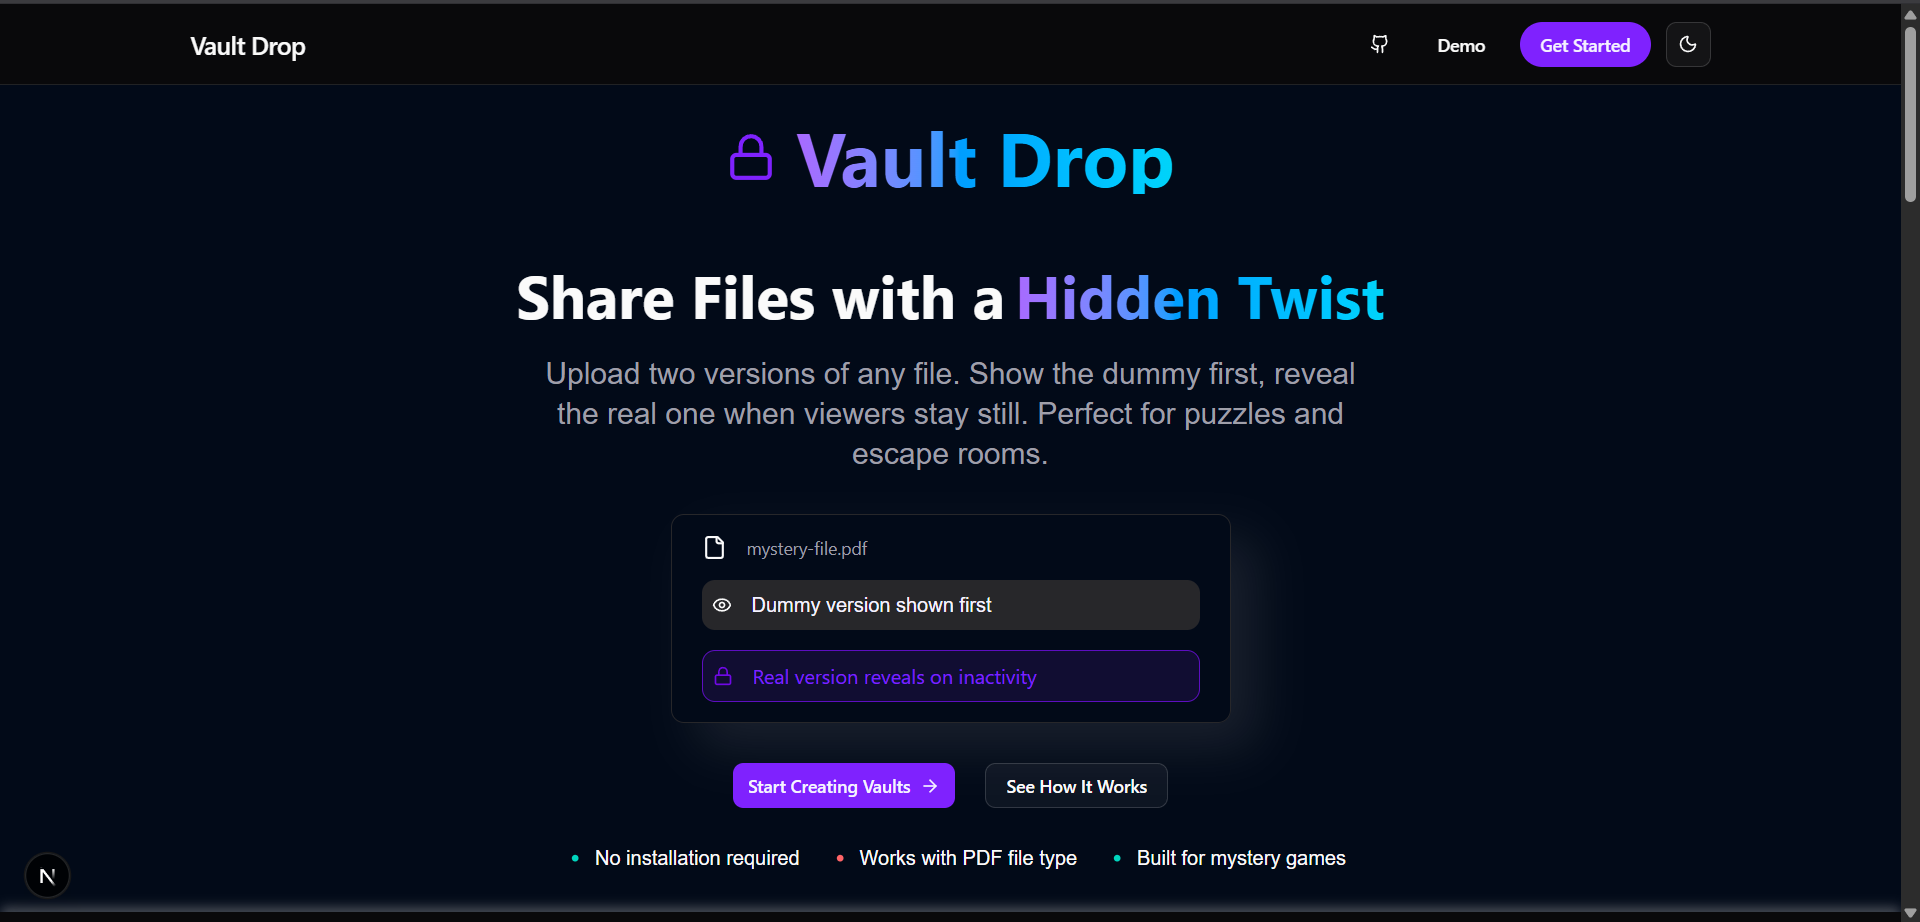 Vault Drop
Demo
Get Started
Vault Drop
Share Files with a Hidden Twist
Upload two versions of any file. Show the dummy first, reveal
the real one when viewers stay still. Perfect for puzzles and
escape rooms.
mystery-file.pdf
Dummy version shown first
Real version reveals on inactivity
Start Creating Vaults →
See How It Works
• No installation required • Works with PDF file type • Built for mystery games
N